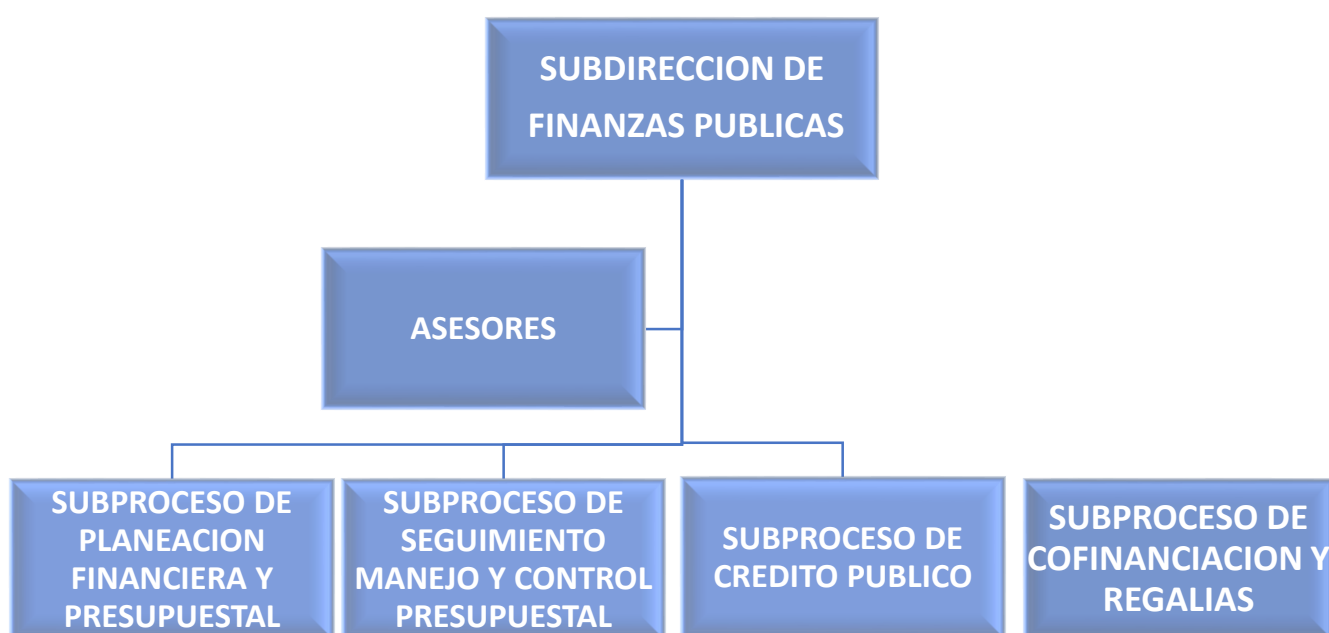 SUBDIRECCION DE
FINANZAS PUBLICAS
ASESORES
SUBPROCESO DE
PLANEACION
FINANCIERA Y
PRESUPUESTAL
SUBPROCESO DE
SEGUIMIENTO
MANEJO Y CONTROL
PRESUPUESTAL
SUBPROCESO DE
CREDITO PUBLICO
SUBPROCESO DE
COFINANCIACION Y
REGALIAS